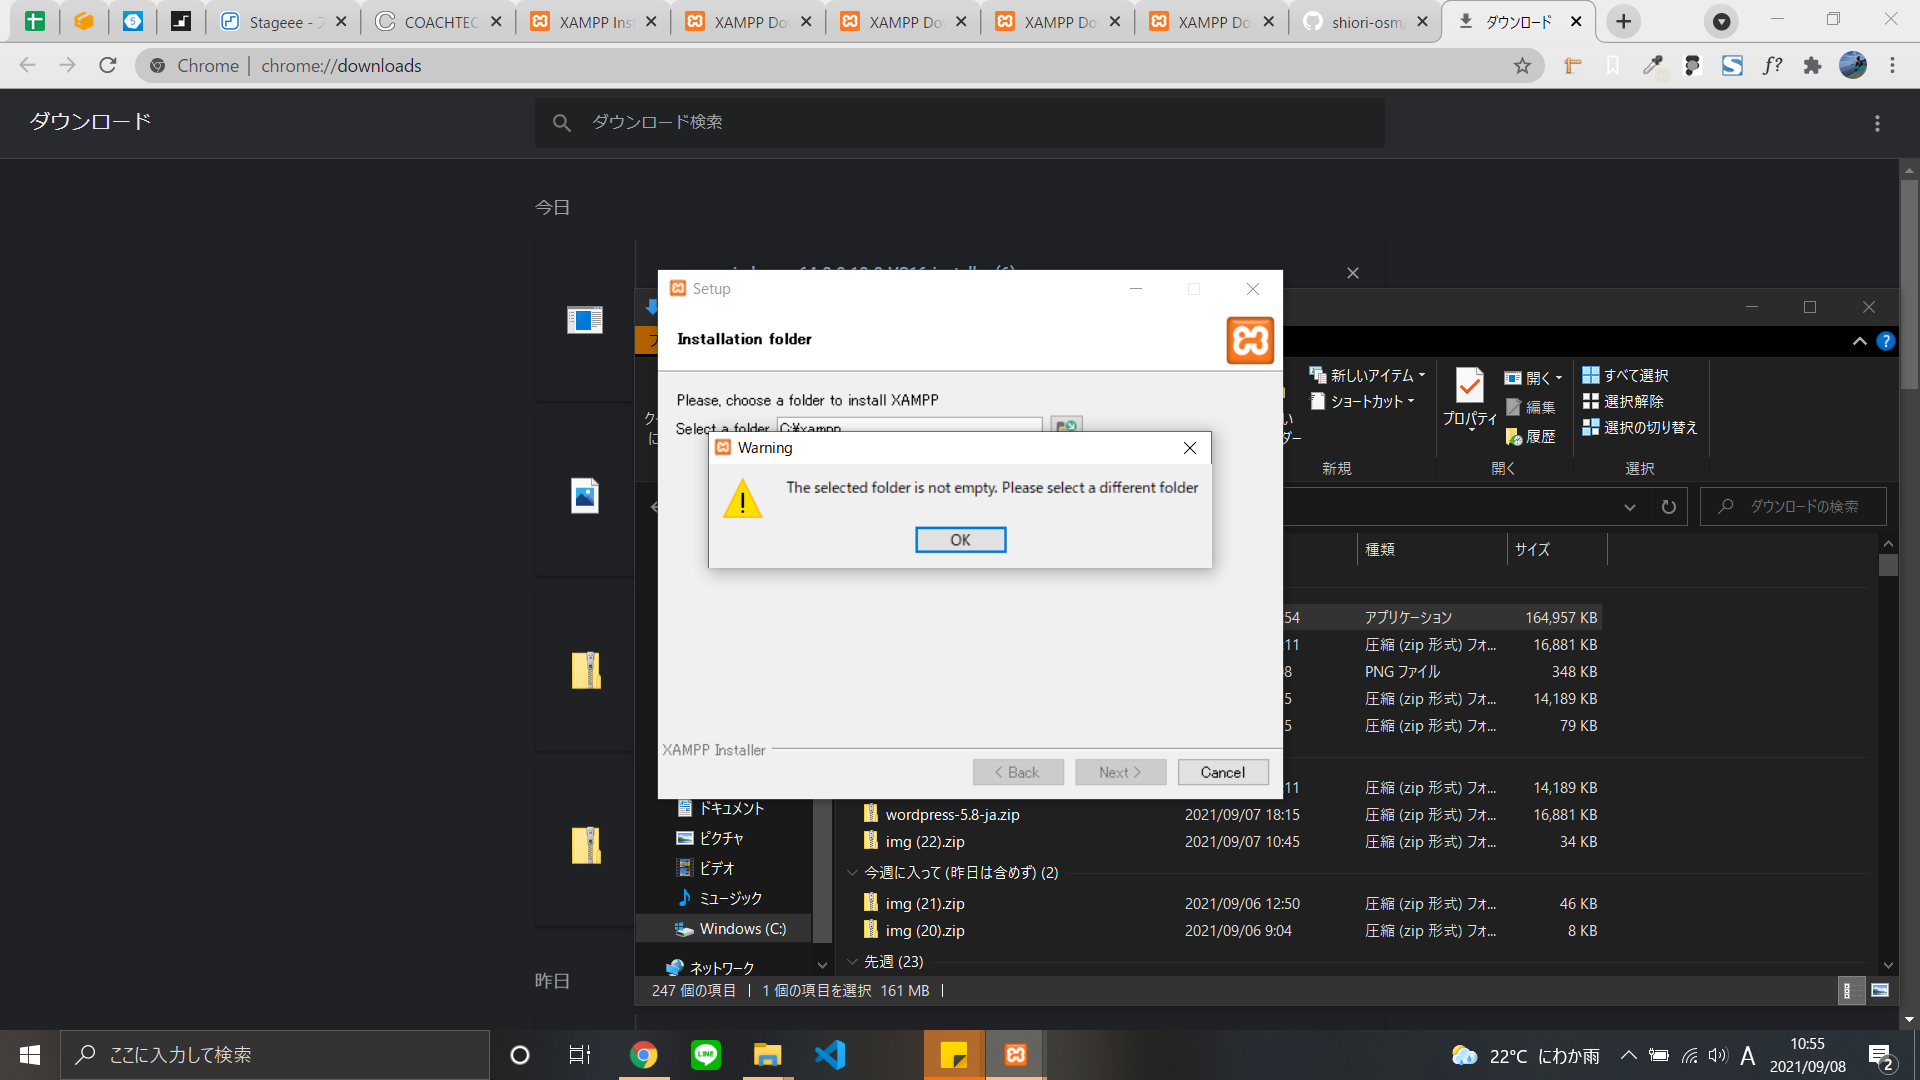 Stageee - ス
COACHTEC
XAMPP Inst
XAMPP Dow
XAMPP Dow
XAMPP Dow
XAMPP Dow
shiori-osm/
ダウンロード
Chrome | chrome://downloads
f?
ダウンロード
ダウンロード検索
今日
Setup
Installation folder
Please, choose a folder to install XAMPP
Select a folder C:¥xampp
Warning
The selected folder is not empty. Please select a different folder
OK
XAMPP Installer
< Back
Next >
Cancel
新しいアイテム
ショートカット
新規
プロパティ
開く
編集
履歴
開く
すべて選択
選択解除
選択の切り替え
選択
ダウンロードの検索
種類
サイズ
54 アプリケーション 164,957 KB
11 圧縮 (zip 形式) フォ... 16,881 KB
8 PNG ファイル 348 KB
5 圧縮 (zip 形式) フォ... 14,189 KB
5 圧縮 (zip 形式) フォ... 79 KB
11 圧縮 (zip 形式) フォ... 14,189 KB
wordpress-5.8-ja.zip 2021/09/07 18:15 圧縮 (zip 形式) フォ... 16,881 KB
img (22).zip 2021/09/07 10:45 圧縮 (zip 形式) フォ... 34 KB
今週に入って (昨日は含めず) (2)
img (21).zip 2021/09/06 12:50 圧縮 (zip 形式) フォ... 46 KB
img (20).zip 2021/09/06 9:04 圧縮 (zip 形式) フォ... 8 KB
先週 (23)
ドキュメント
ピクチャ
ビデオ
ミュージック
Windows (C:)
ネットワーク
247 個の項目
1 個の項目を選択 161 MB
昨日
ここに入力して検索
LINE
22°C にわか雨
A
10:55
2021/09/08
2